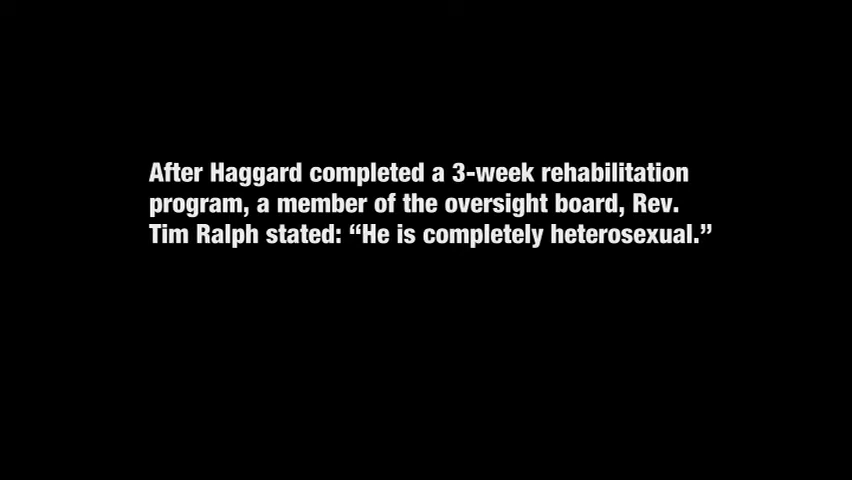 After Haggard completed a 3-week rehabilitation
program, a member of the oversight board, Rev.
Tim Ralph stated: “He is completely heterosexual.”